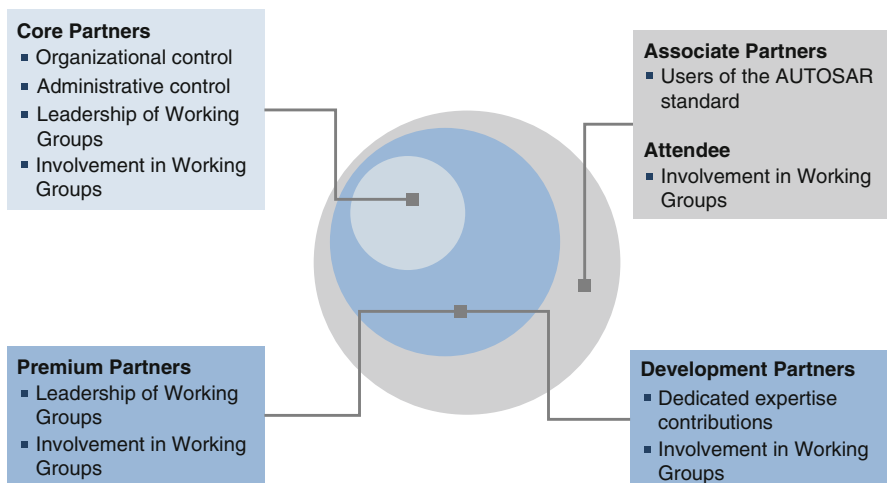 Core Partners
▪ Organizational control
▪ Administrative control
▪ Leadership of Working
Groups
▪ Involvement in Working
Groups
Associate Partners
▪ Users of the AUTOSAR
standard
Attendee
▪ Involvement in Working
Groups
Premium Partners
▪ Leadership of Working
Groups
▪ Involvement in Working
Groups
Development Partners
▪ Dedicated expertise
contributions
▪ Involvement in Working
Groups